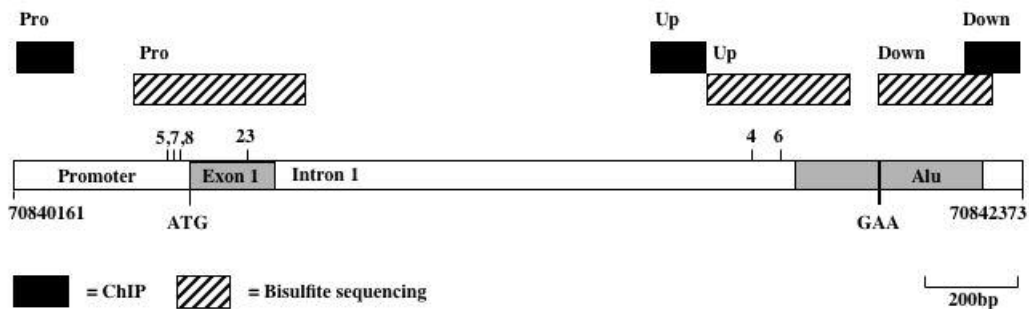 Pro Up Down
Pro Up Down
5,7,8 23 4 6
Promoter Exon 1 Intron 1 Alu
70840161 70842373
ATG GAA
= ChIP = Bisulfite sequencing
200bp